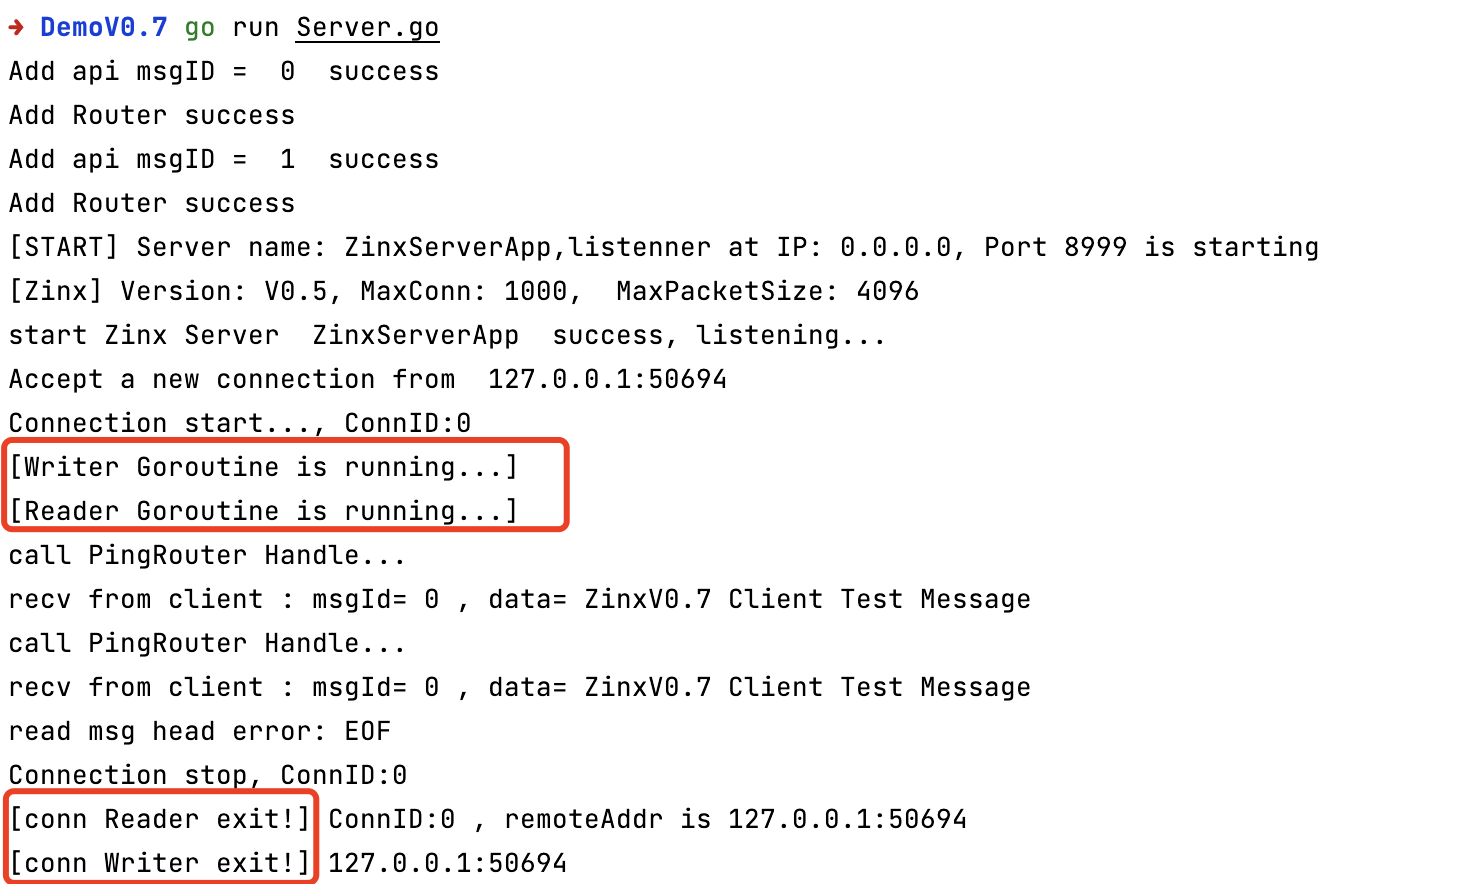 ➜ DemoV0.7 go run Server.go
Add api msgID =  0  success
Add Router success
Add api msgID =  1  success
Add Router success
[START] Server name: ZinxServerApp,listenner at IP: 0.0.0.0, Port 8999 is starting
[Zinx] Version: V0.5, MaxConn: 1000,  MaxPacketSize: 4096
start Zinx Server  ZinxServerApp  success, listening...
Accept a new connection from  127.0.0.1:50694
Connection start..., ConnID:0
[Writer Goroutine is running...]
[Reader Goroutine is running...]
call PingRouter Handle...
recv from client : msgId= 0 , data= ZinxV0.7 Client Test Message
call PingRouter Handle...
recv from client : msgId= 0 , data= ZinxV0.7 Client Test Message
read msg head error: EOF
Connection stop, ConnID:0
[conn Reader exit!] ConnID:0 , remoteAddr is 127.0.0.1:50694
[conn Writer exit!] 127.0.0.1:50694